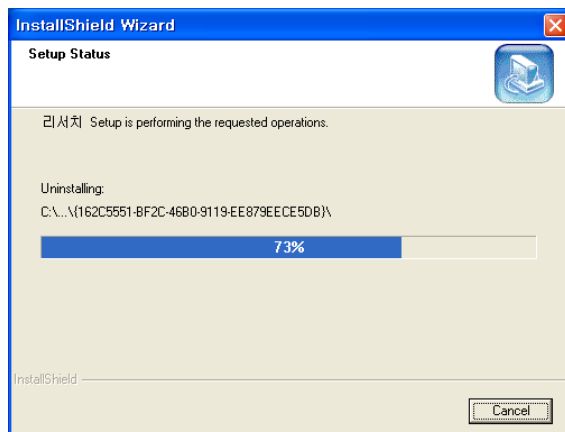 InstallShield Wizard
Setup Status
리서치 Setup is performing the requested operations.
Uninstalling:
C:\...\{162C5551-BF2C-46B0-9119-EE879EECE5DB}\
73%
InstallShield
Cancel